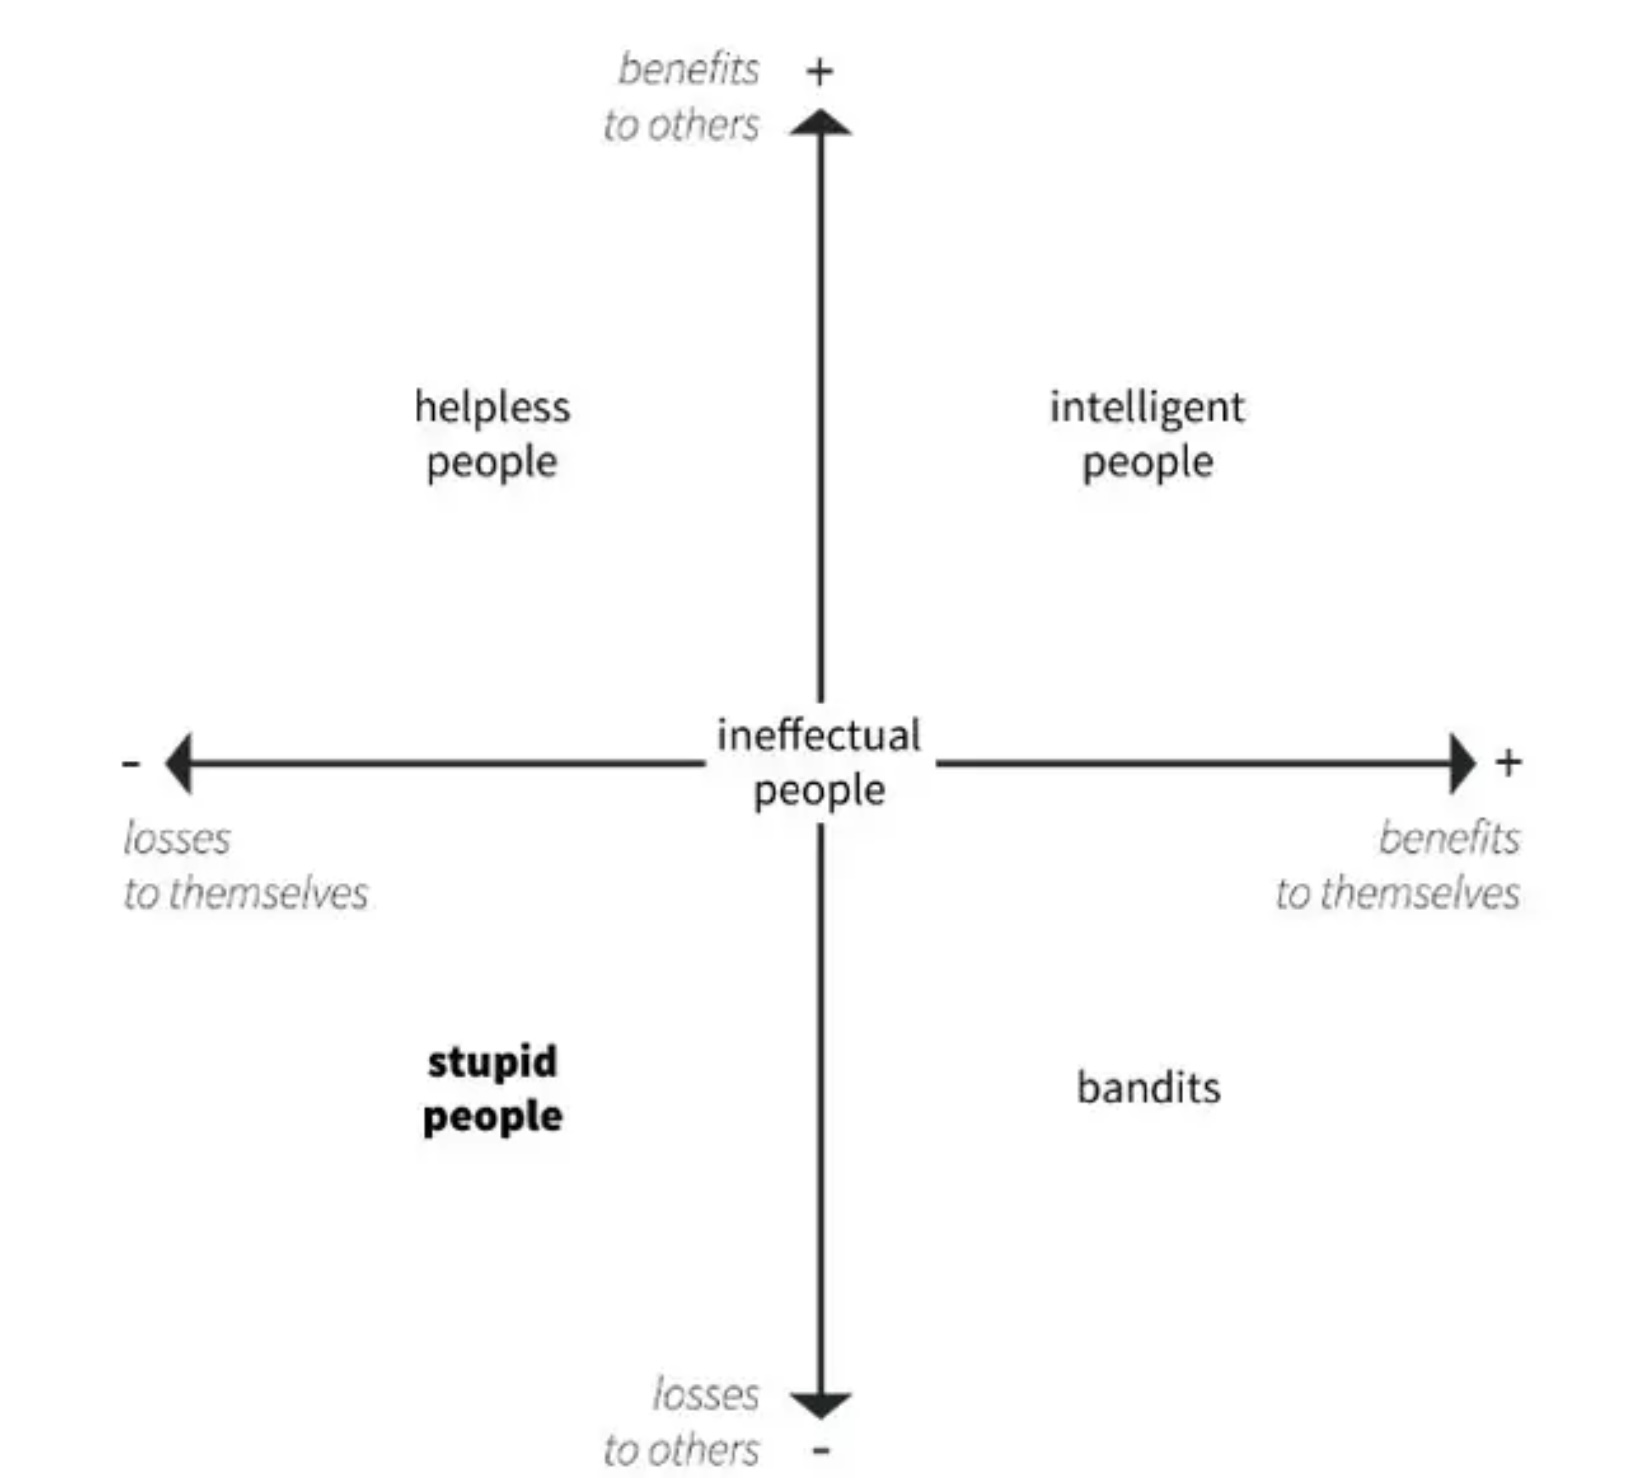 benefits +
to others
helpless
people
intelligent
people
ineffectual
people
-
+
losses
to themselves
benefits
to themselves
stupid
people
bandits
losses
to others -